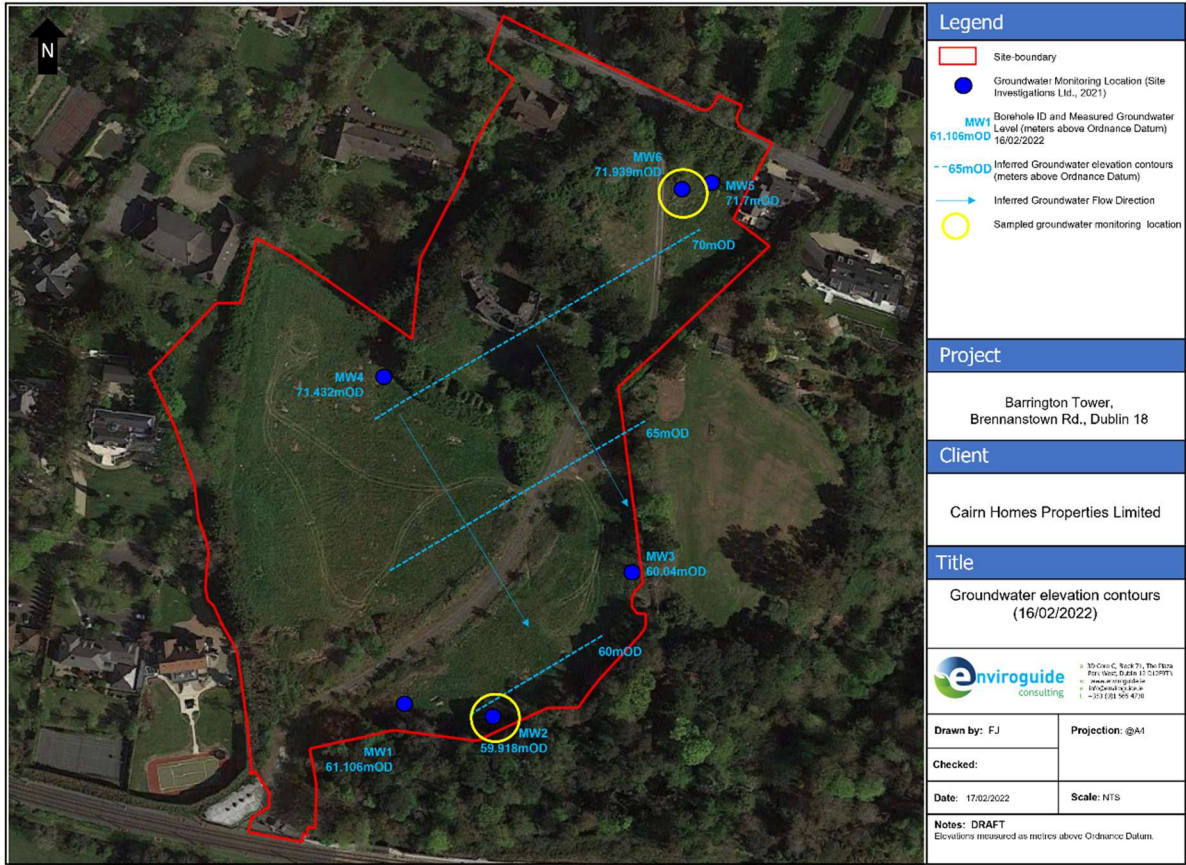 N
MW6
71.939mOD
MW5
71.7mOD
70mOD
MW4
71.432mOD
65mOD
MW3
60.04mOD
60mOD
MW1
61.106mOD
MW2
59.918mOD
Legend
Site-boundary
Groundwater Monitoring Location (Site
Investigations Ltd., 2021)
MW1
61.106mOD
Borehole ID and Measured Groundwater
Level (meters above Ordnance Datum)
16/02/2022
65mOD
Inferred Groundwater elevation contours
(meters above Ordnance Datum)
Inferred Groundwater Flow Direction
Sampled groundwater monitoring location
Project
Barrington Tower,
Brennanstown Rd., Dublin 18
Client
Cairn Homes Properties Limited
Title
Groundwater elevation contours
(16/02/2022)
enviroguide
consulting
Park West, Dublin 12
Drawn by: FJ
Projection: @A4
Checked:
Date: 17/02/2022
Scale: NTS
Notes: DRAFT
Elevations measured as metres above Ordnance Datum.